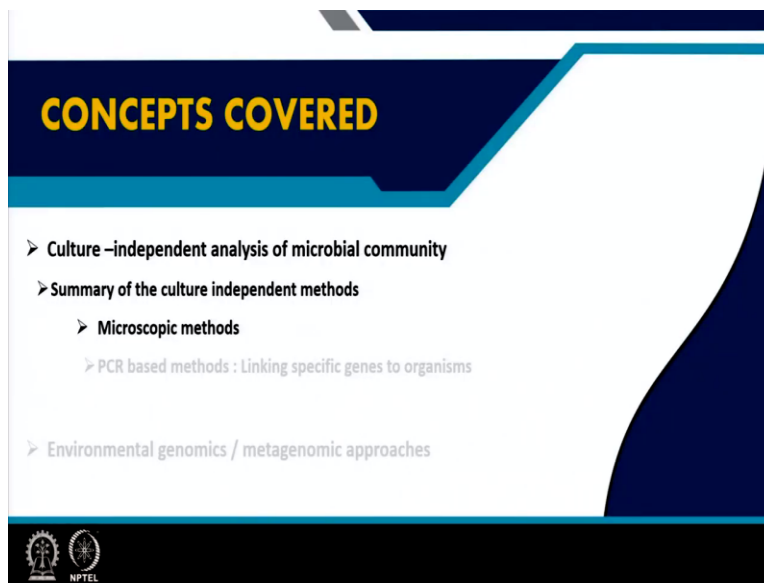 CONCEPTS COVERED
➢ Culture –independent analysis of microbial community
➢Summary of the culture independent methods
➢ Microscopic methods
➢PCR based methods : Linking specific genes to organisms
➢ Environmental genomics / metagenomic approaches
NPTEL